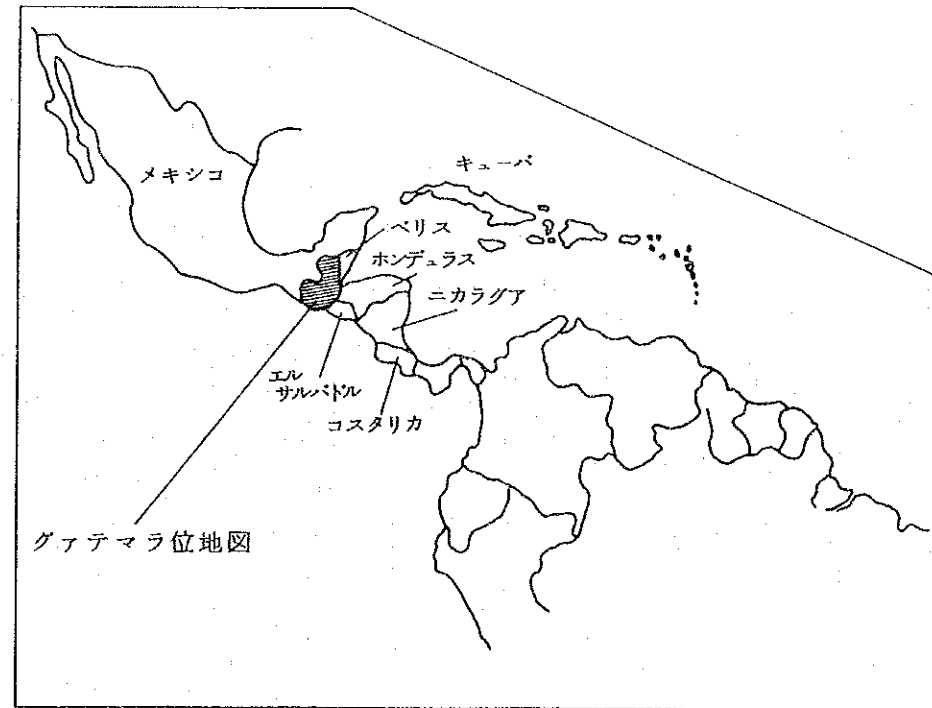 キューバ
メキシコ
ベリス
ホンデュラス
ニカラグア
エル
サルバドル
コスタリカ
グァテマラ位地図